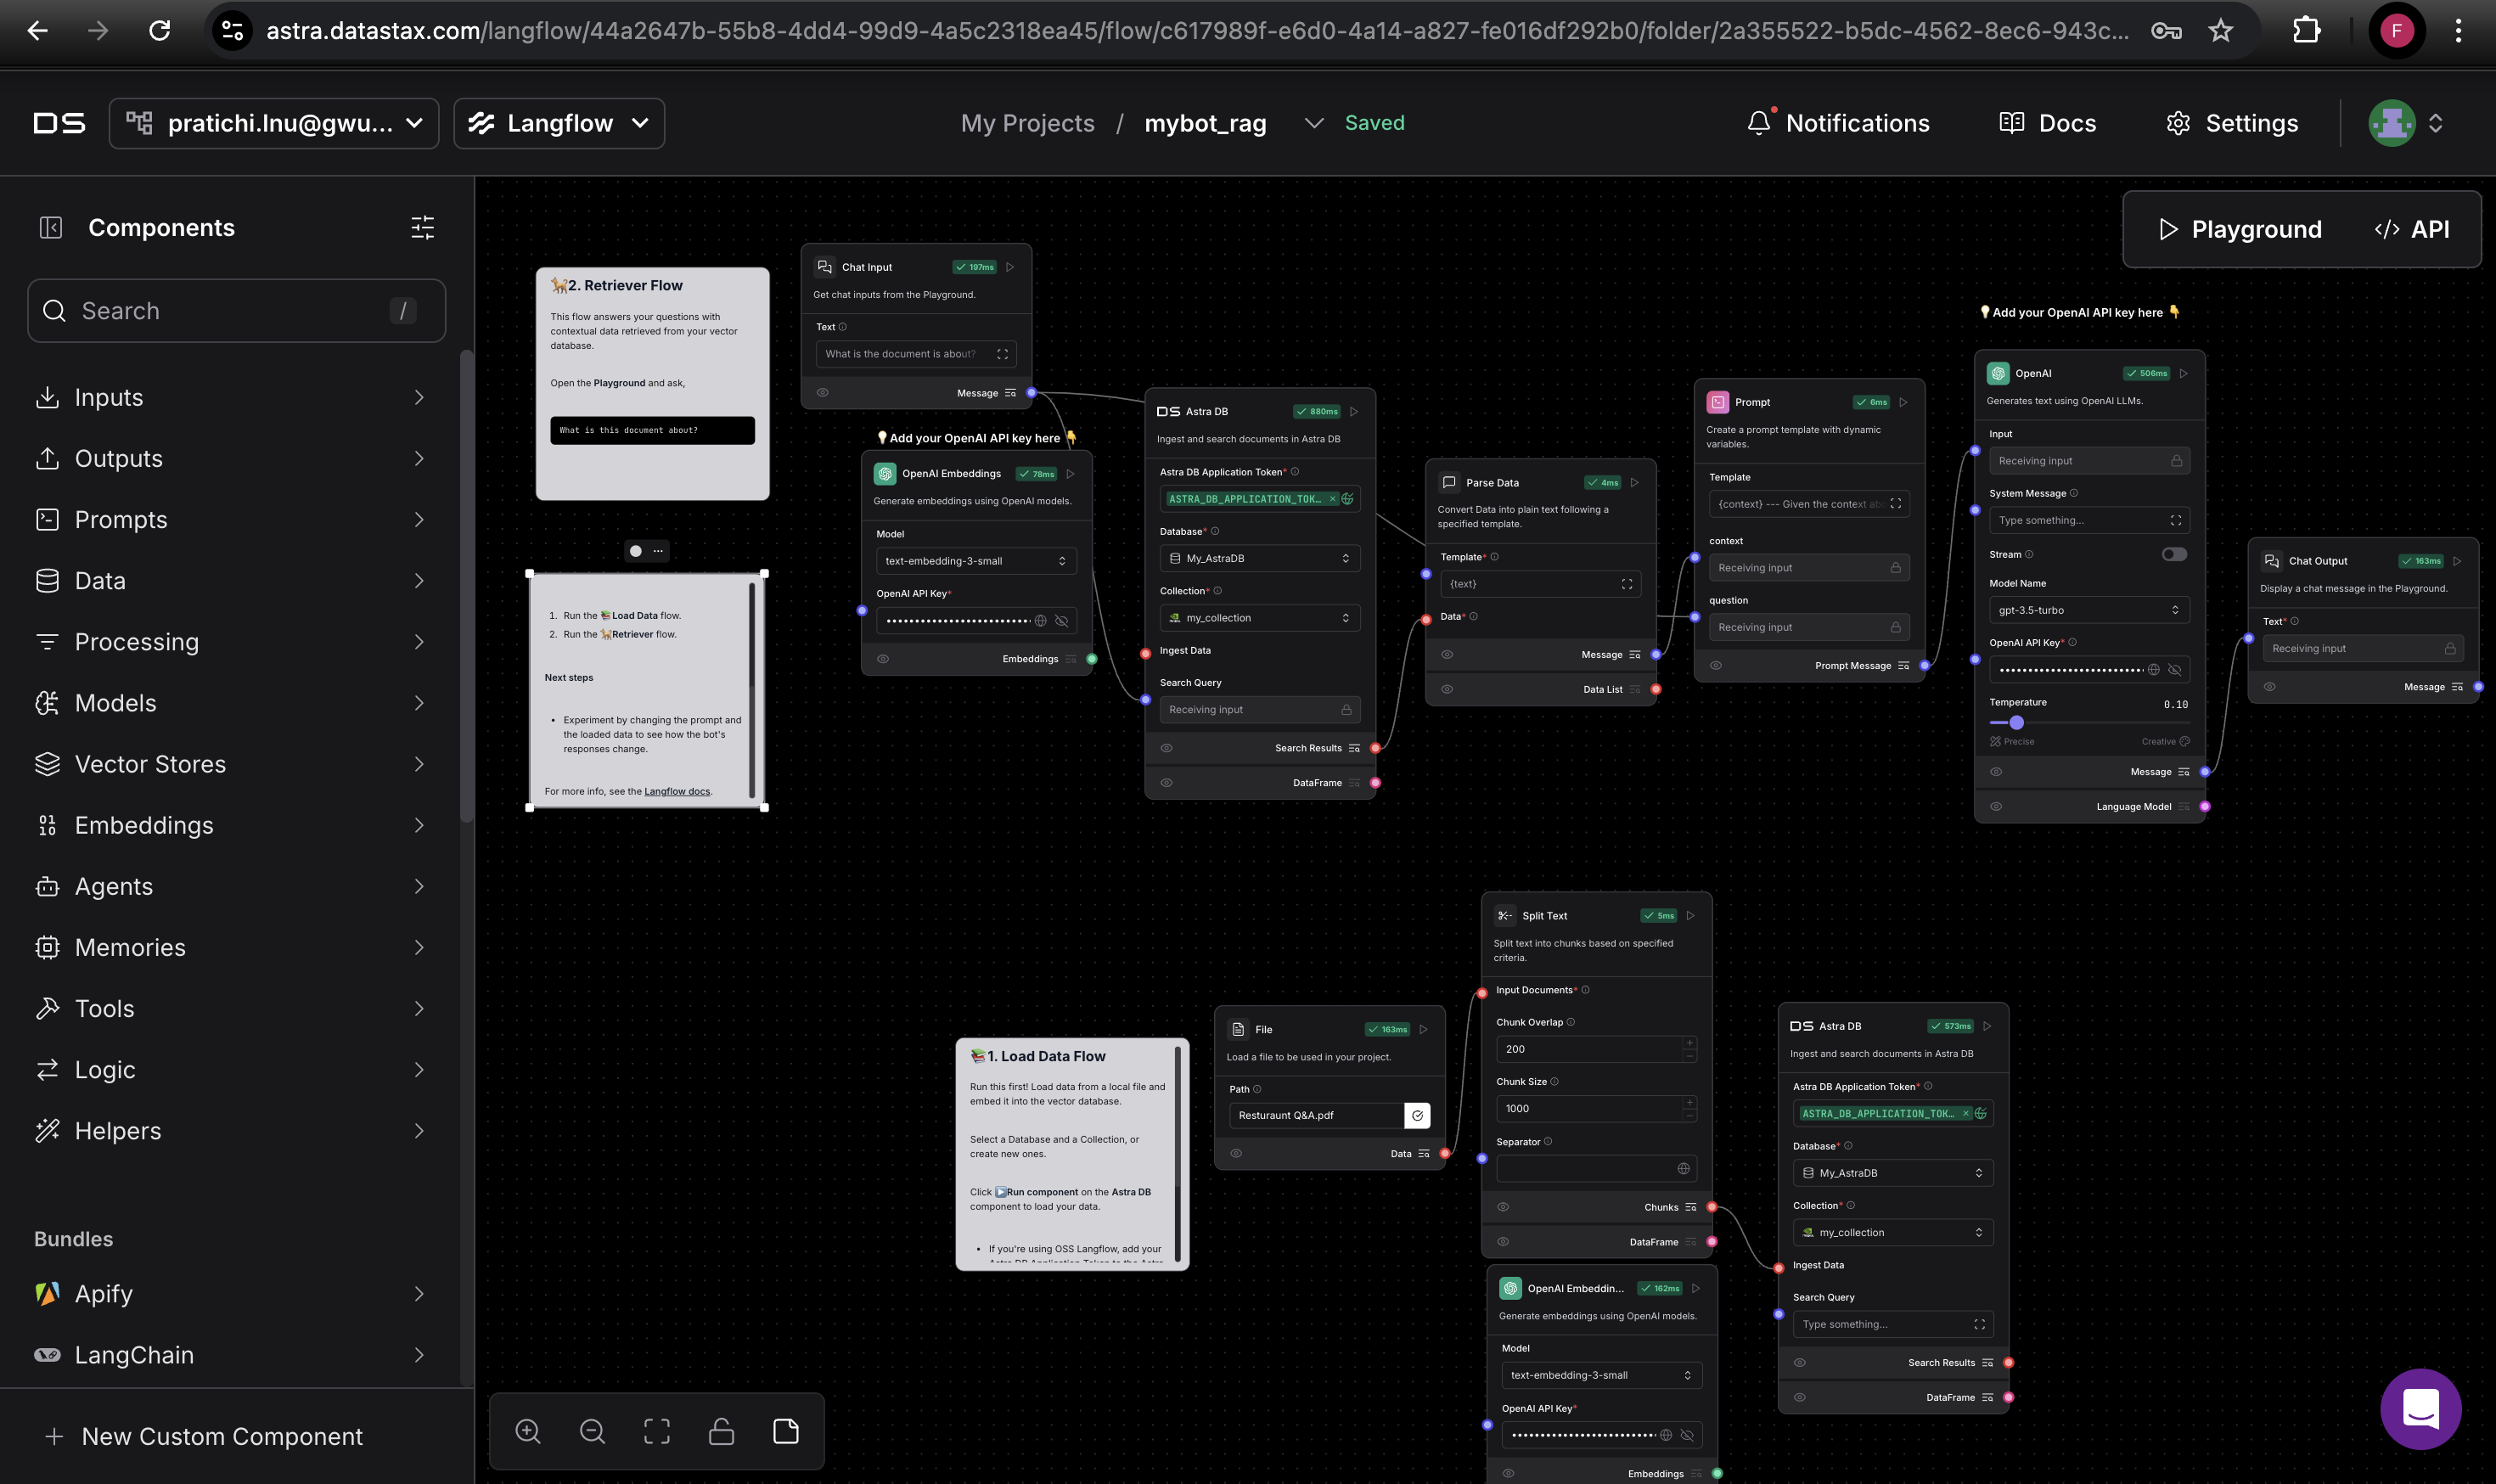 astra.datastax.com/langflow/44a2647b-55b8-4dd4-99d9-4a5c2318ea45/flow/c617989f-e6d0-4a14-a827-fe016df292b0/folder/2a355522-b5dc-4562-8ec6-943c...
F
DS
pratichi.lnu@gwu...
Langflow
My Projects / mybot_rag
Saved
Notifications
Docs
Settings
Components
Search /
Inputs
Outputs
Prompts
Data
Processing
Models
Vector Stores
Embeddings
Agents
Memories
Tools
Logic
Helpers
Bundles
Apify
LangChain
+ New Custom Component
Playground
API
🐕2. Retriever Flow
This flow answers your questions with
contextual data retrieved from your vector
database.
Open the Playground and ask,
What is this document about?
1. Run the 📚Load Data flow.
2. Run the 🐕Retriever flow.
Next steps
• Experiment by changing the prompt and
the loaded data to see how the bot's
responses change.
For more info, see the Langflow docs.
Chat Input
197ms
Get chat inputs from the Playground.
Text
What is the document is about?
Message
💡Add your OpenAI API key here 👇
OpenAI Embeddings
78ms
Generate embeddings using OpenAI models.
Model
text-embedding-3-small
OpenAI API Key*
Embeddings
DS Astra DB
880ms
Ingest and search documents in Astra DB
Astra DB Application Token*
ASTRA_DB_APPLICATION_TOK...
Database*
My_AstraDB
Collection*
my_collection
Ingest Data
Search Query
Receiving input
Search Results
DataFrame
Parse Data
4ms
Convert Data into plain text following a
specified template.
Template*
{text}
Data*
Message
Data List
Prompt
6ms
Create a prompt template with dynamic
variables.
Template
{context} --- Given the context abo
context
Receiving input
question
Receiving input
Prompt Message
💡Add your OpenAI API key here 👇
OpenAI
506ms
Generates text using OpenAI LLMs.
Input
Receiving input
System Message
Type something...
Stream
Model Name
gpt-3.5-turbo
OpenAI API Key*
Temperature
0.10
Precise
Creative
Message
Language Model
Chat Output
163ms
Display a chat message in the Playground.
Text*
Receiving input
Message
📚1. Load Data Flow
Run this first! Load data from a local file and
embed it into the vector database.
Select a Database and a Collection, or
create new ones.
Click ▶️Run component on the Astra DB
component to load your data.
• If you're using OSS Langflow, add your
Astra DB Application Token to the Astra
File
163ms
Load a file to be used in your project.
Path
Resturaunt Q&A.pdf
Data
Split Text
5ms
Split text into chunks based on specified
criteria.
Input Documents*
Chunk Overlap
200
Chunk Size
1000
Separator
Chunks
DataFrame
OpenAI Embeddin...
162ms
Generate embeddings using OpenAI models.
Model
text-embedding-3-small
OpenAI API Key*
Embeddings
DS Astra DB
573ms
Ingest and search documents in Astra DB
Astra DB Application Token*
ASTRA_DB_APPLICATION_TOK...
Database*
My_AstraDB
Collection*
my_collection
Ingest Data
Search Query
Type something...
Search Results
DataFrame